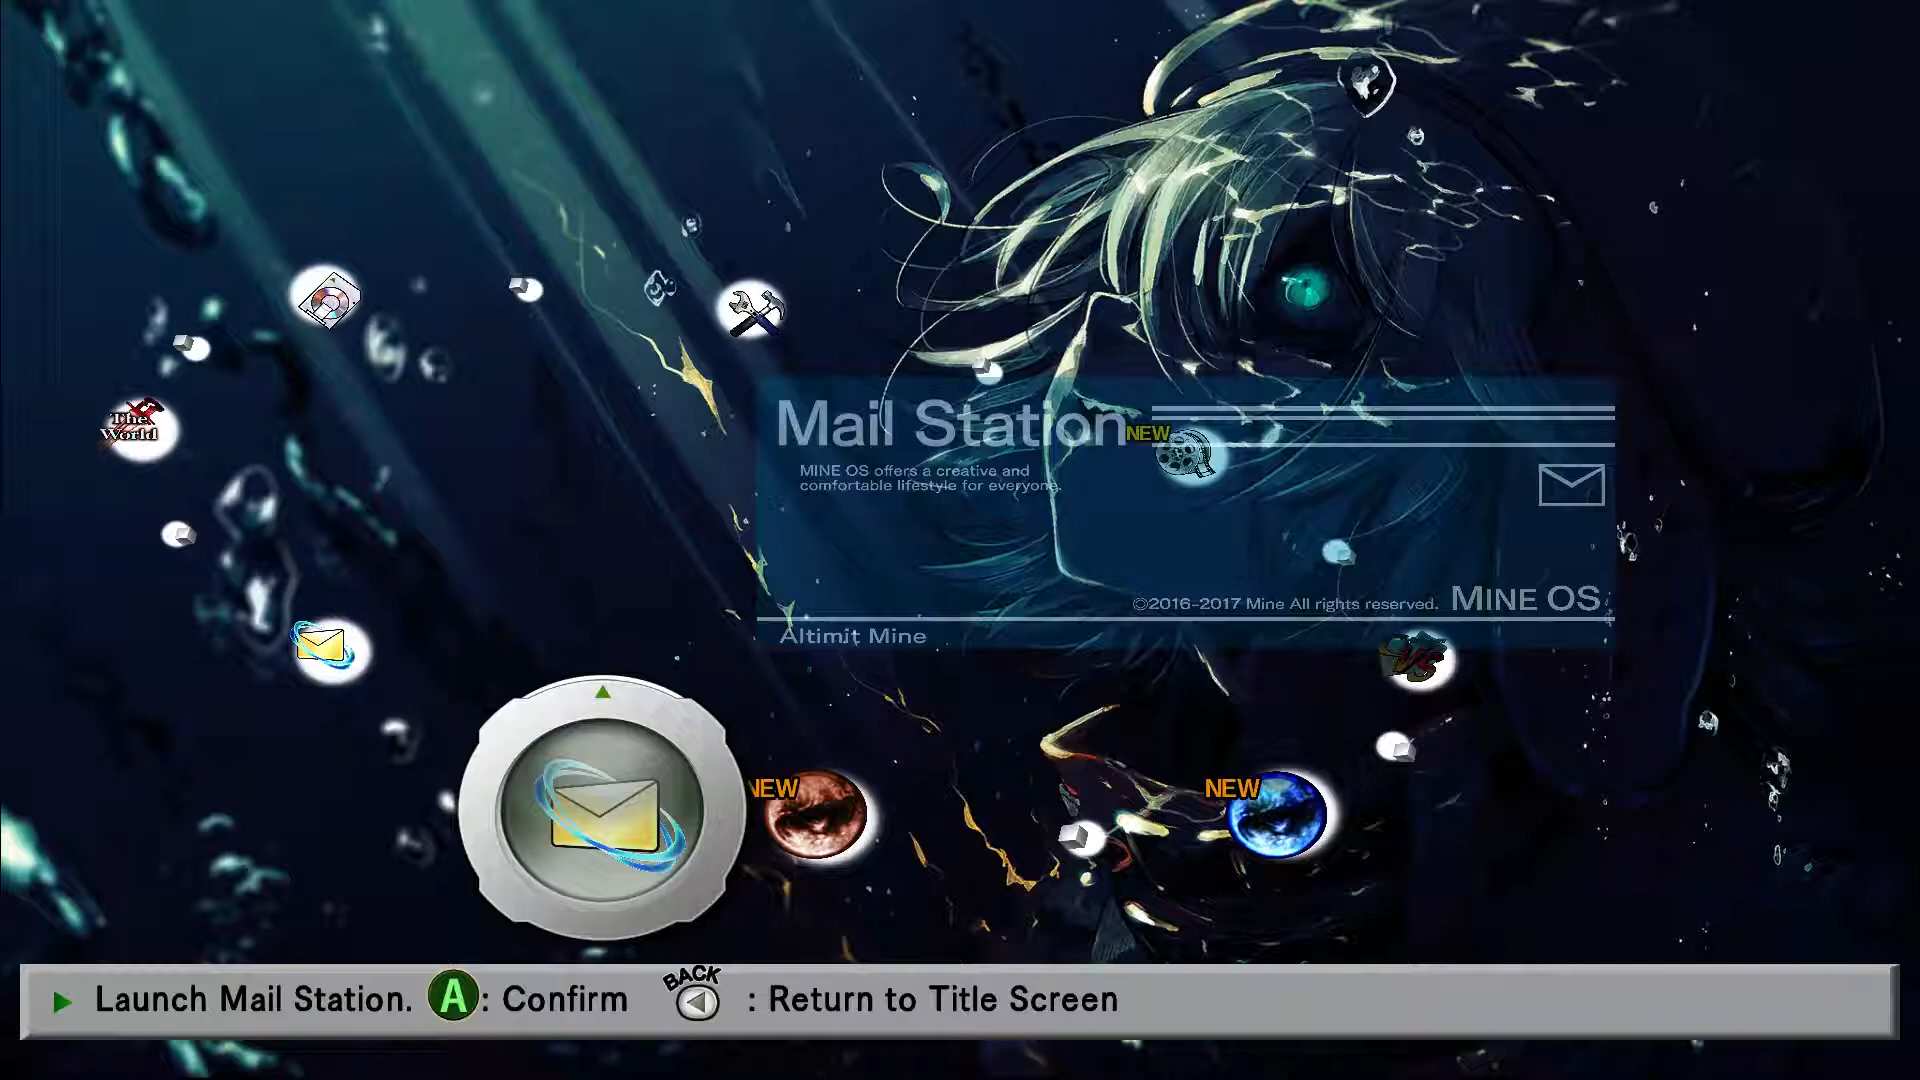 The
World
Mail Station
NEW
MINE OS offers a creative and
comfortable lifestyle for everyone.
©2016-2017 Mine All rights reserved. MINE OS
Altimit Mine
VS
NEW
NEW
Launch Mail Station. A : Confirm BACK : Return to Title Screen